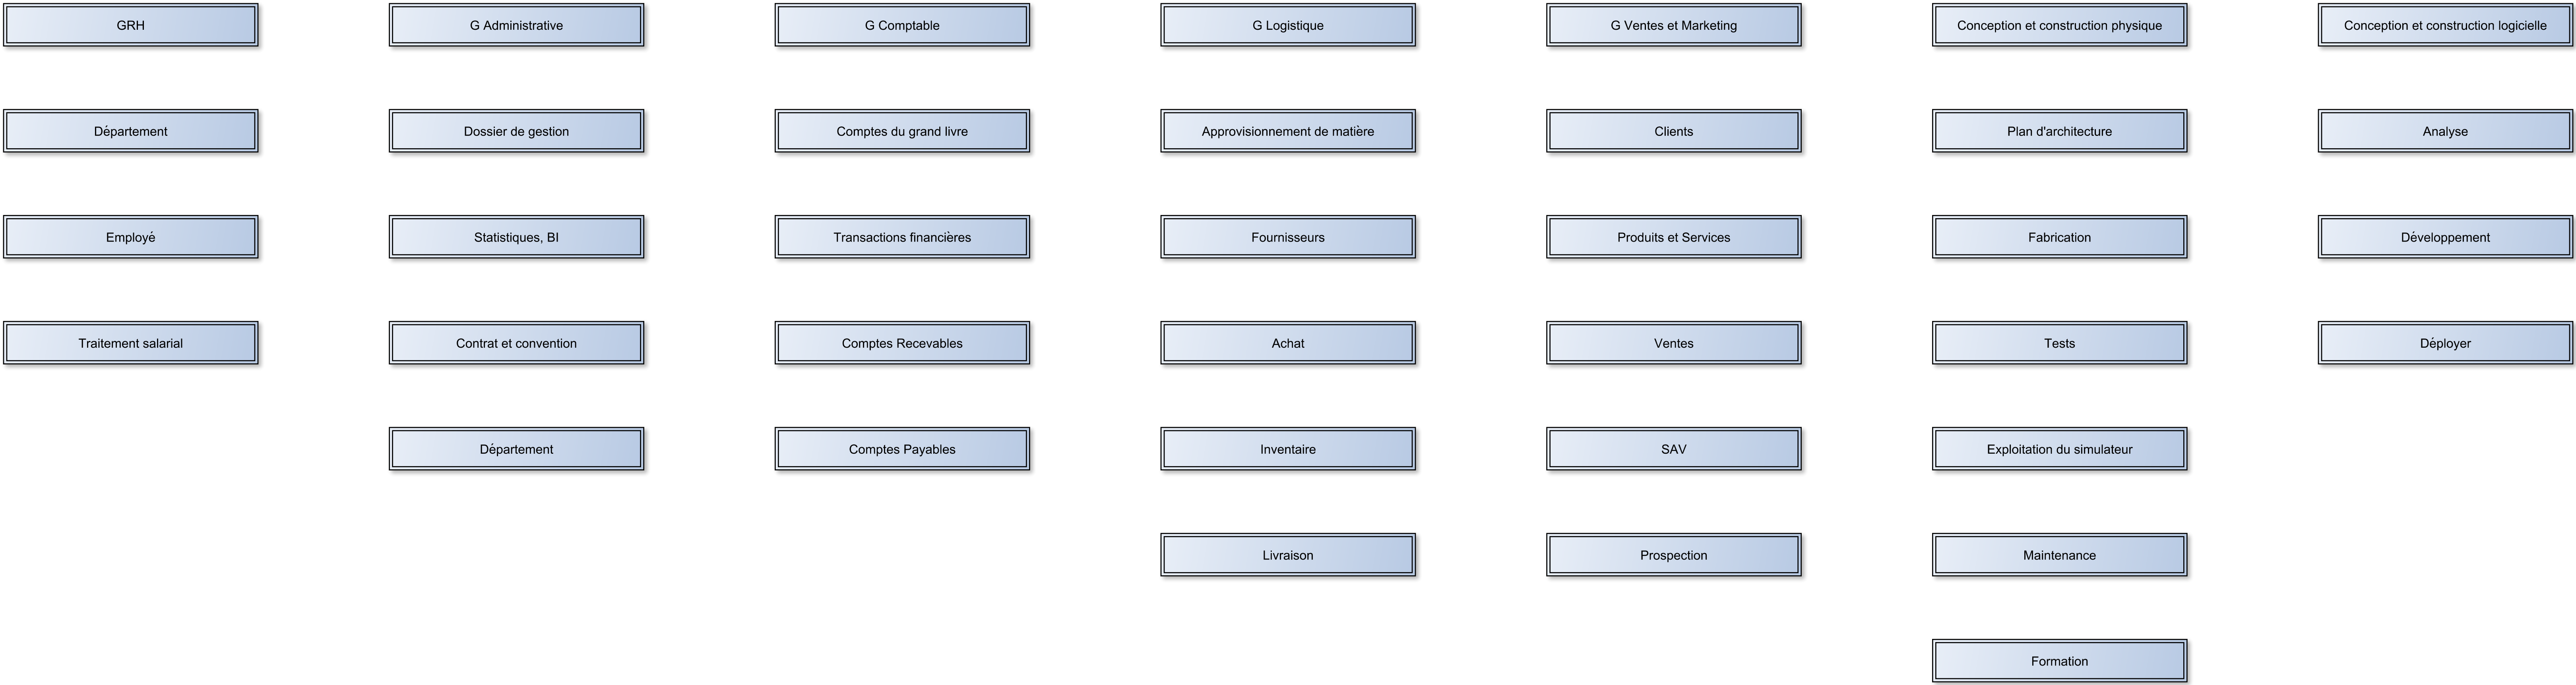 GRH
G Administrative
G Comptable
G Logistique
G Ventes et Marketing
Conception et construction physique
Conception et construction logicielle
Département
Dossier de gestion
Comptes du grand livre
Approvisionnement de matière
Clients
Plan d'architecture
Analyse
Employé
Statistiques, BI
Transactions financières
Fournisseurs
Produits et Services
Fabrication
Développement
Traitement salarial
Contrat et convention
Comptes Recevables
Achat
Ventes
Tests
Déployer
Département
Comptes Payables
Inventaire
SAV
Exploitation du simulateur
Livraison
Prospection
Maintenance
Formation